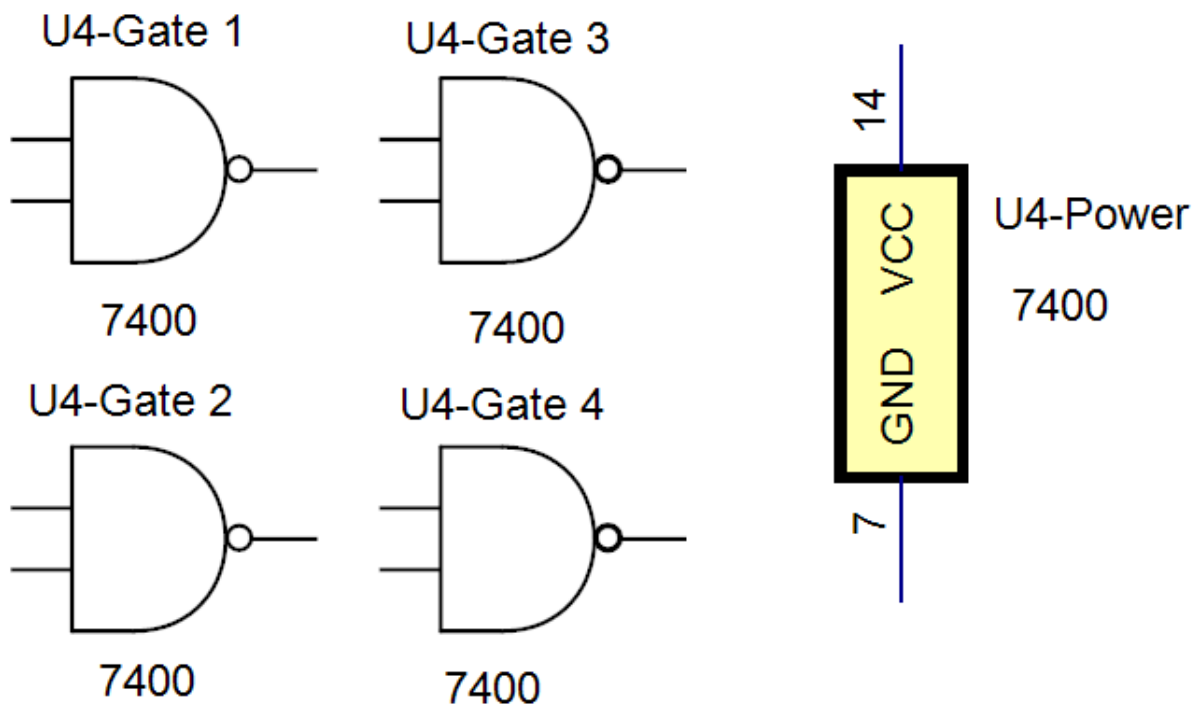 U4-Gate 1
7400
U4-Gate 3
7400
U4-Gate 2
7400
U4-Gate 4
7400
14
VCC
GND
7
U4-Power
7400